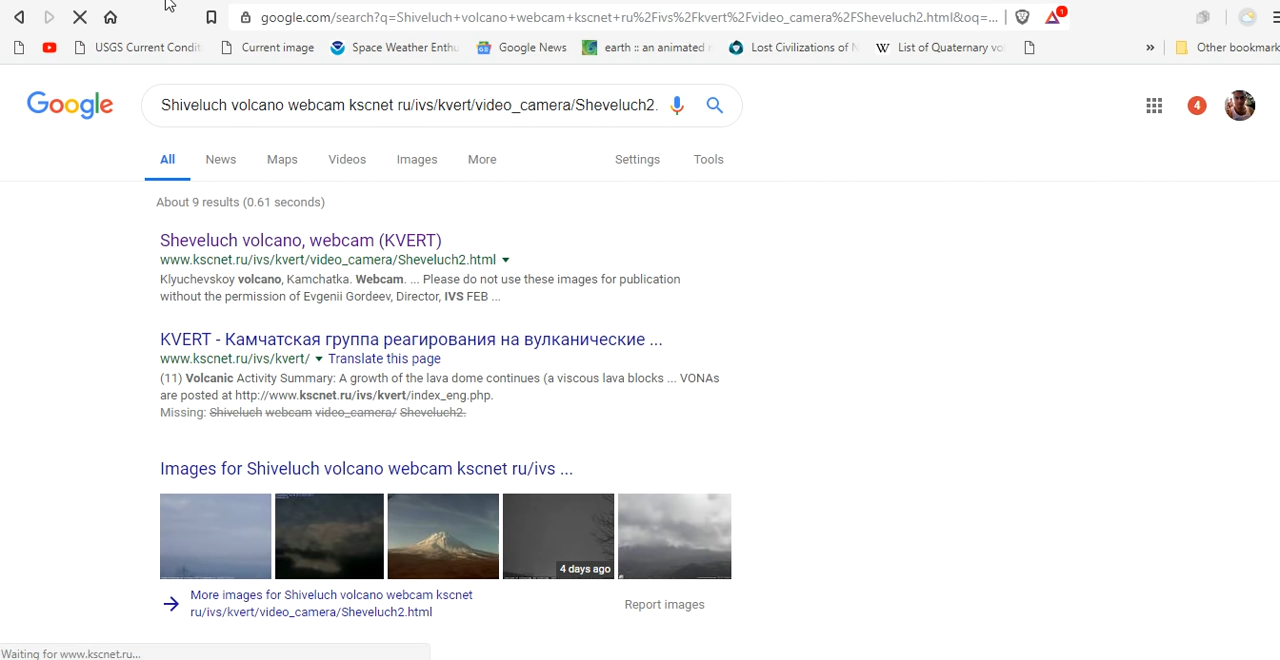 google.com/search?q=Shiveluch+volcano+webcam+kscnet+ru%2Fivs%2Fkvert%2Fvideo_camera%2FSheveluch2.html&oq=...
1
USGS Current Condit
Current image
Space Weather Enthu
Google News
earth :: an animated
Lost Civilizations of N
W List of Quaternary vo
» Other bookmark
Google
Shiveluch volcano webcam kscnet ru/ivs/kvert/video_camera/Sheveluch2.
4
All
News
Maps
Videos
Images
More
Settings
Tools
About 9 results (0.61 seconds)
Sheveluch volcano, webcam (KVERT)
www.kscnet.ru/ivs/kvert/video_camera/Sheveluch2.html
Klyuchevskoy volcano, Kamchatka. Webcam. ... Please do not use these images for publication
without the permission of Evgenii Gordeev, Director, IVS FEB ...
KVERT - Камчатская группа реагирования на вулканические ...
www.kscnet.ru/ivs/kvert/ Translate this page
(11) Volcanic Activity Summary: A growth of the lava dome continues (a viscous lava blocks ... VONAs
are posted at http://www.kscnet.ru/ivs/kvert/index_eng.php.
Missing: Shiveluch webcam video_camera/ Sheveluch2.
Images for Shiveluch volcano webcam kscnet ru/ivs ...
4 days ago
More images for Shiveluch volcano webcam kscnet
ru/ivs/kvert/video_camera/Sheveluch2.html
Report images
Waiting for www.kscnet.ru...